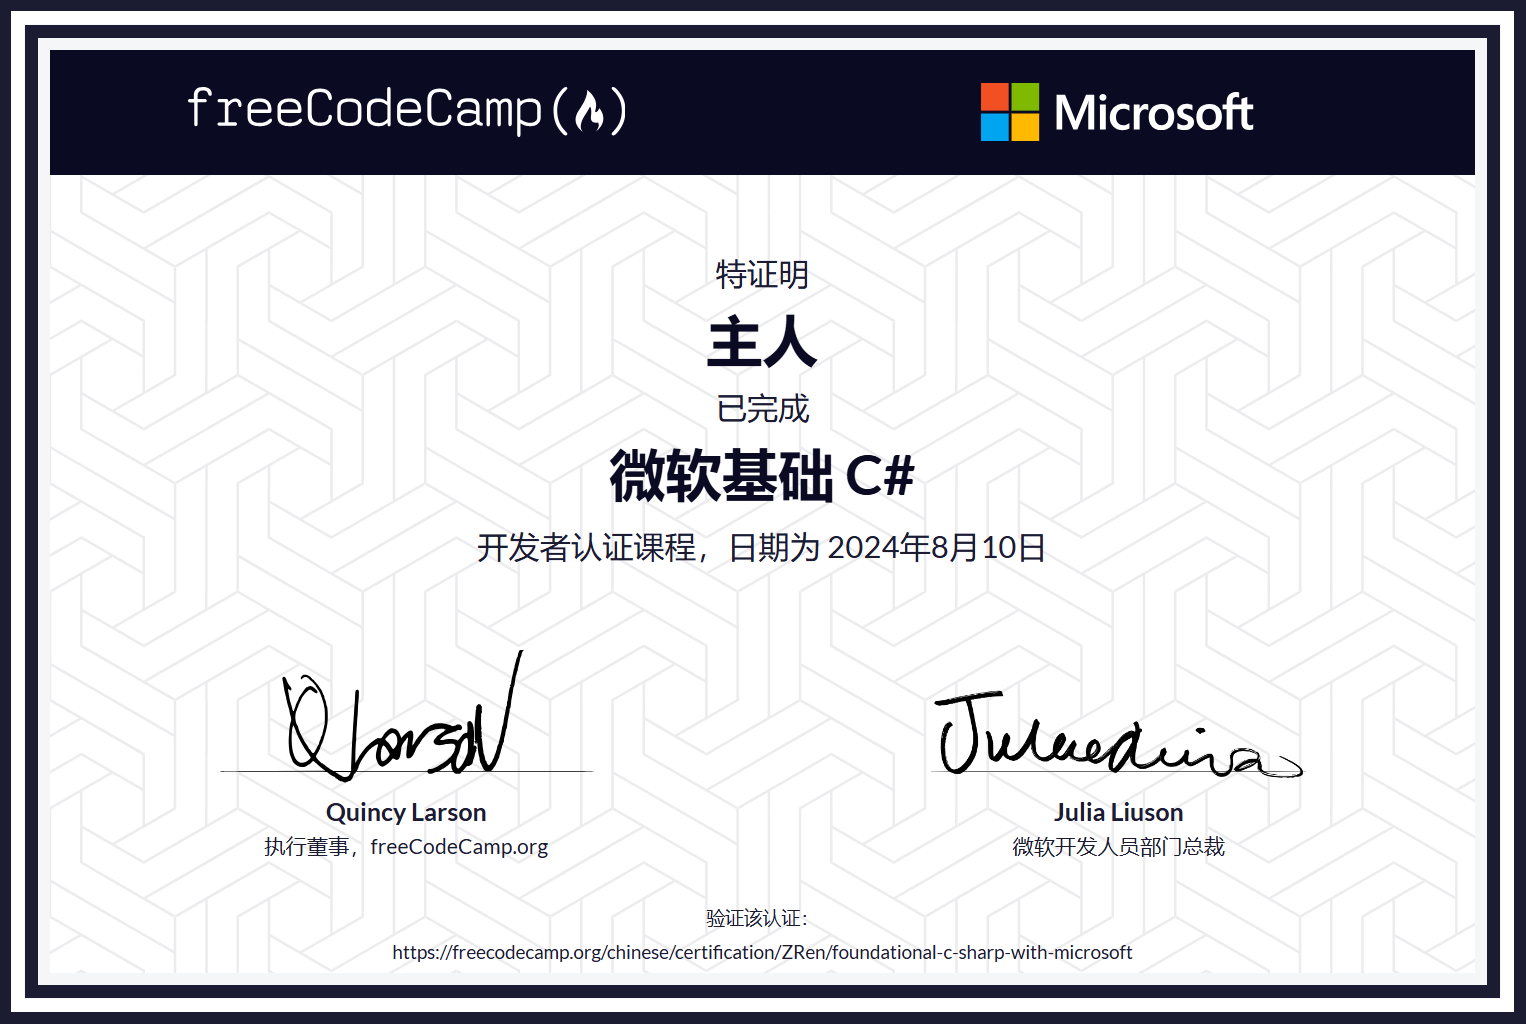 freeCodeCamp
Microsoft
特证明
主人
已完成
微软基础 C#
开发者认证课程，日期为 2024年8月10日
Quincy Larson
执行董事，freeCodeCamp.org
Julia Liuson
微软开发人员部门总裁
验证该认证：
https://freecodecamp.org/chinese/certification/ZRen/foundational-c-sharp-with-microsoft